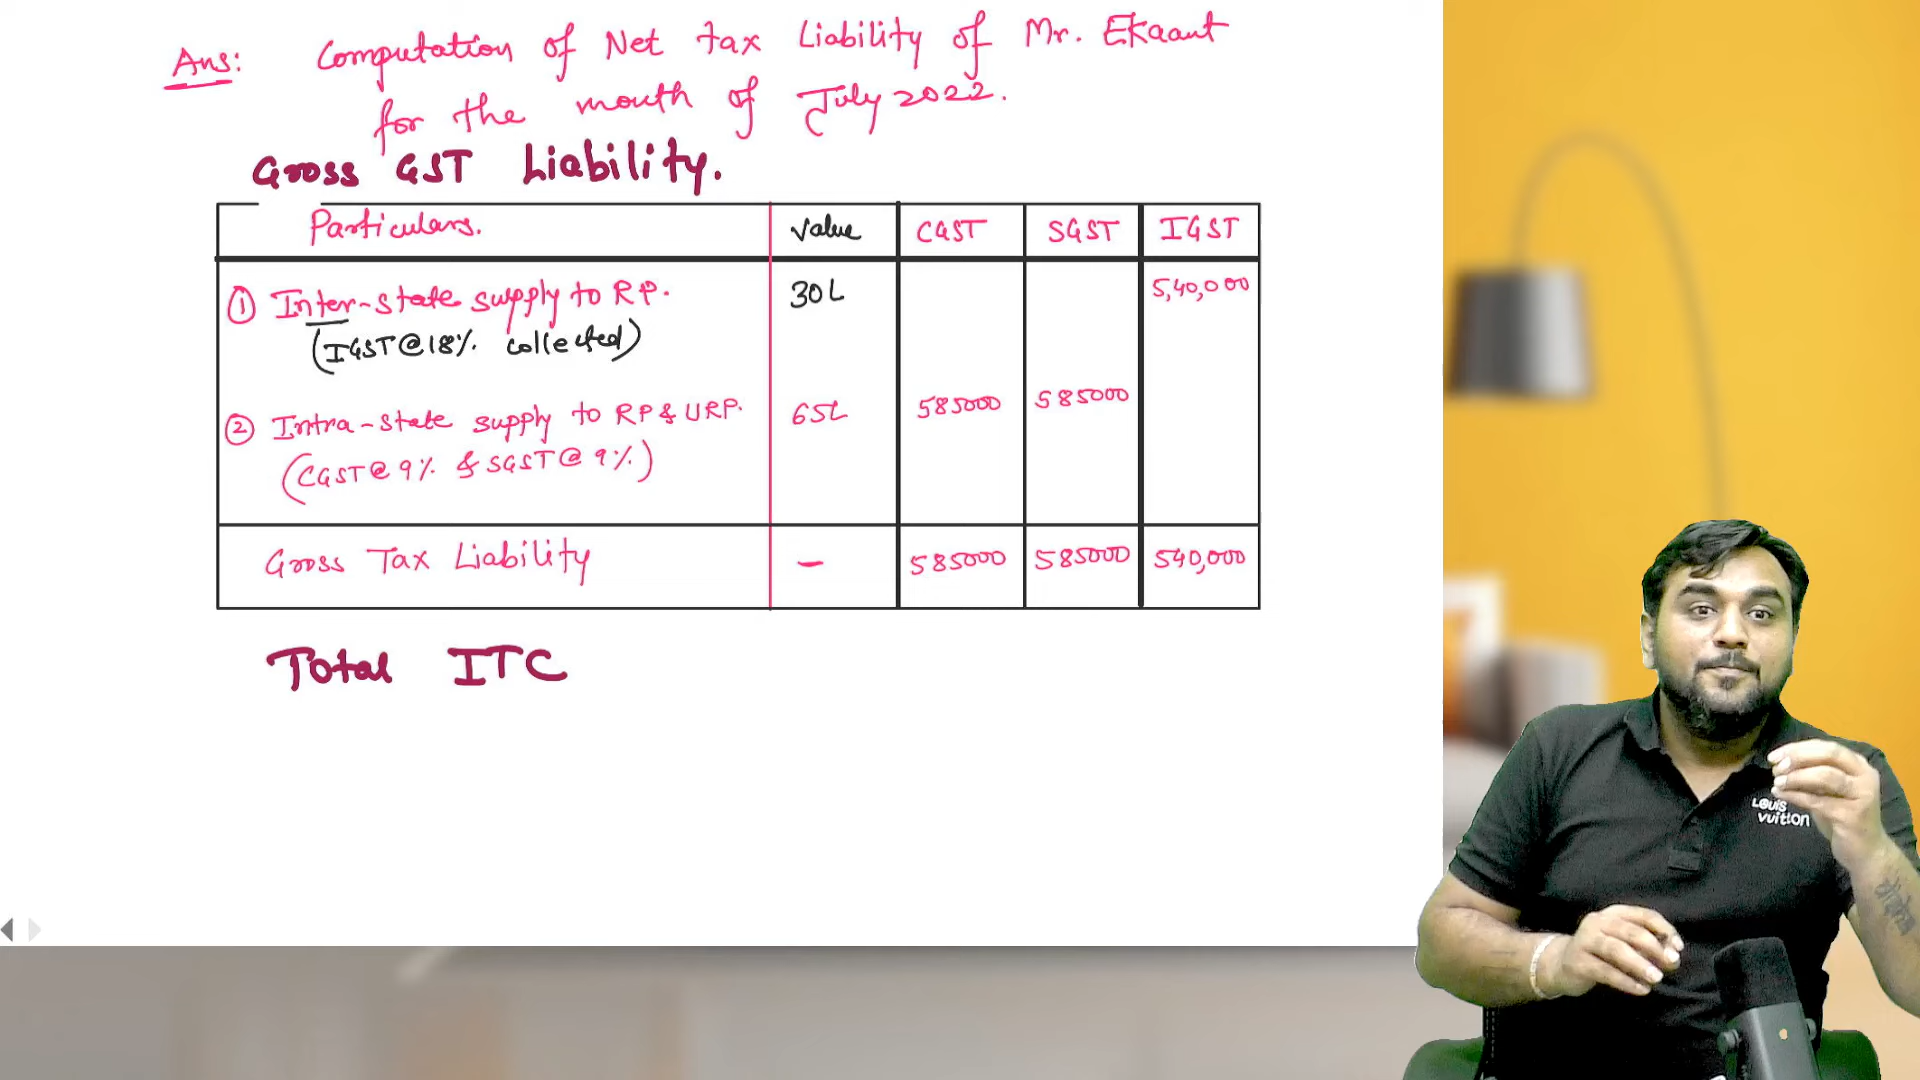 Ans: Computation of Net tax Liability of Mr. Ekaant
for the month of July 2022.
Gross GST Liability.
Particulars. Value CGST SGST IGST
① Inter-state supply to RP. 30L 5,40,000
(IGST@18% collected)
② Intra-state supply to RP & URP. 65L 585000 585000
(CGST@9% & SGST@9%)
Gross Tax Liability – 585000 585000 540,000
Total ITC
Louis
vuition